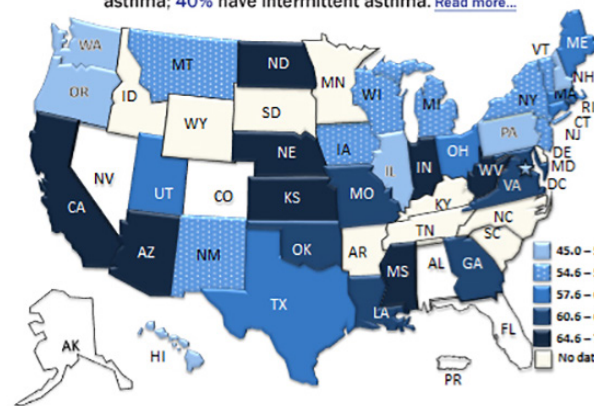 asthma; 40% have intermittent asthma. Read more...
WA
MT
ND
MN
VT
ME
OR
ID
WI
MI
NY
NH
MA
WY
SD
RI
CT
IA
PA
NJ
NV
UT
NE
IL
IN
OH
DE
MD
CO
WV
VA
DC
CA
KS
MO
KY
NC
AZ
NM
OK
AR
TN
SC
TX
LA
MS
AL
GA
FL
AK
HI
PR
45.0 –
54.6 –
57.6 –
60.6 –
64.6 –
No dat